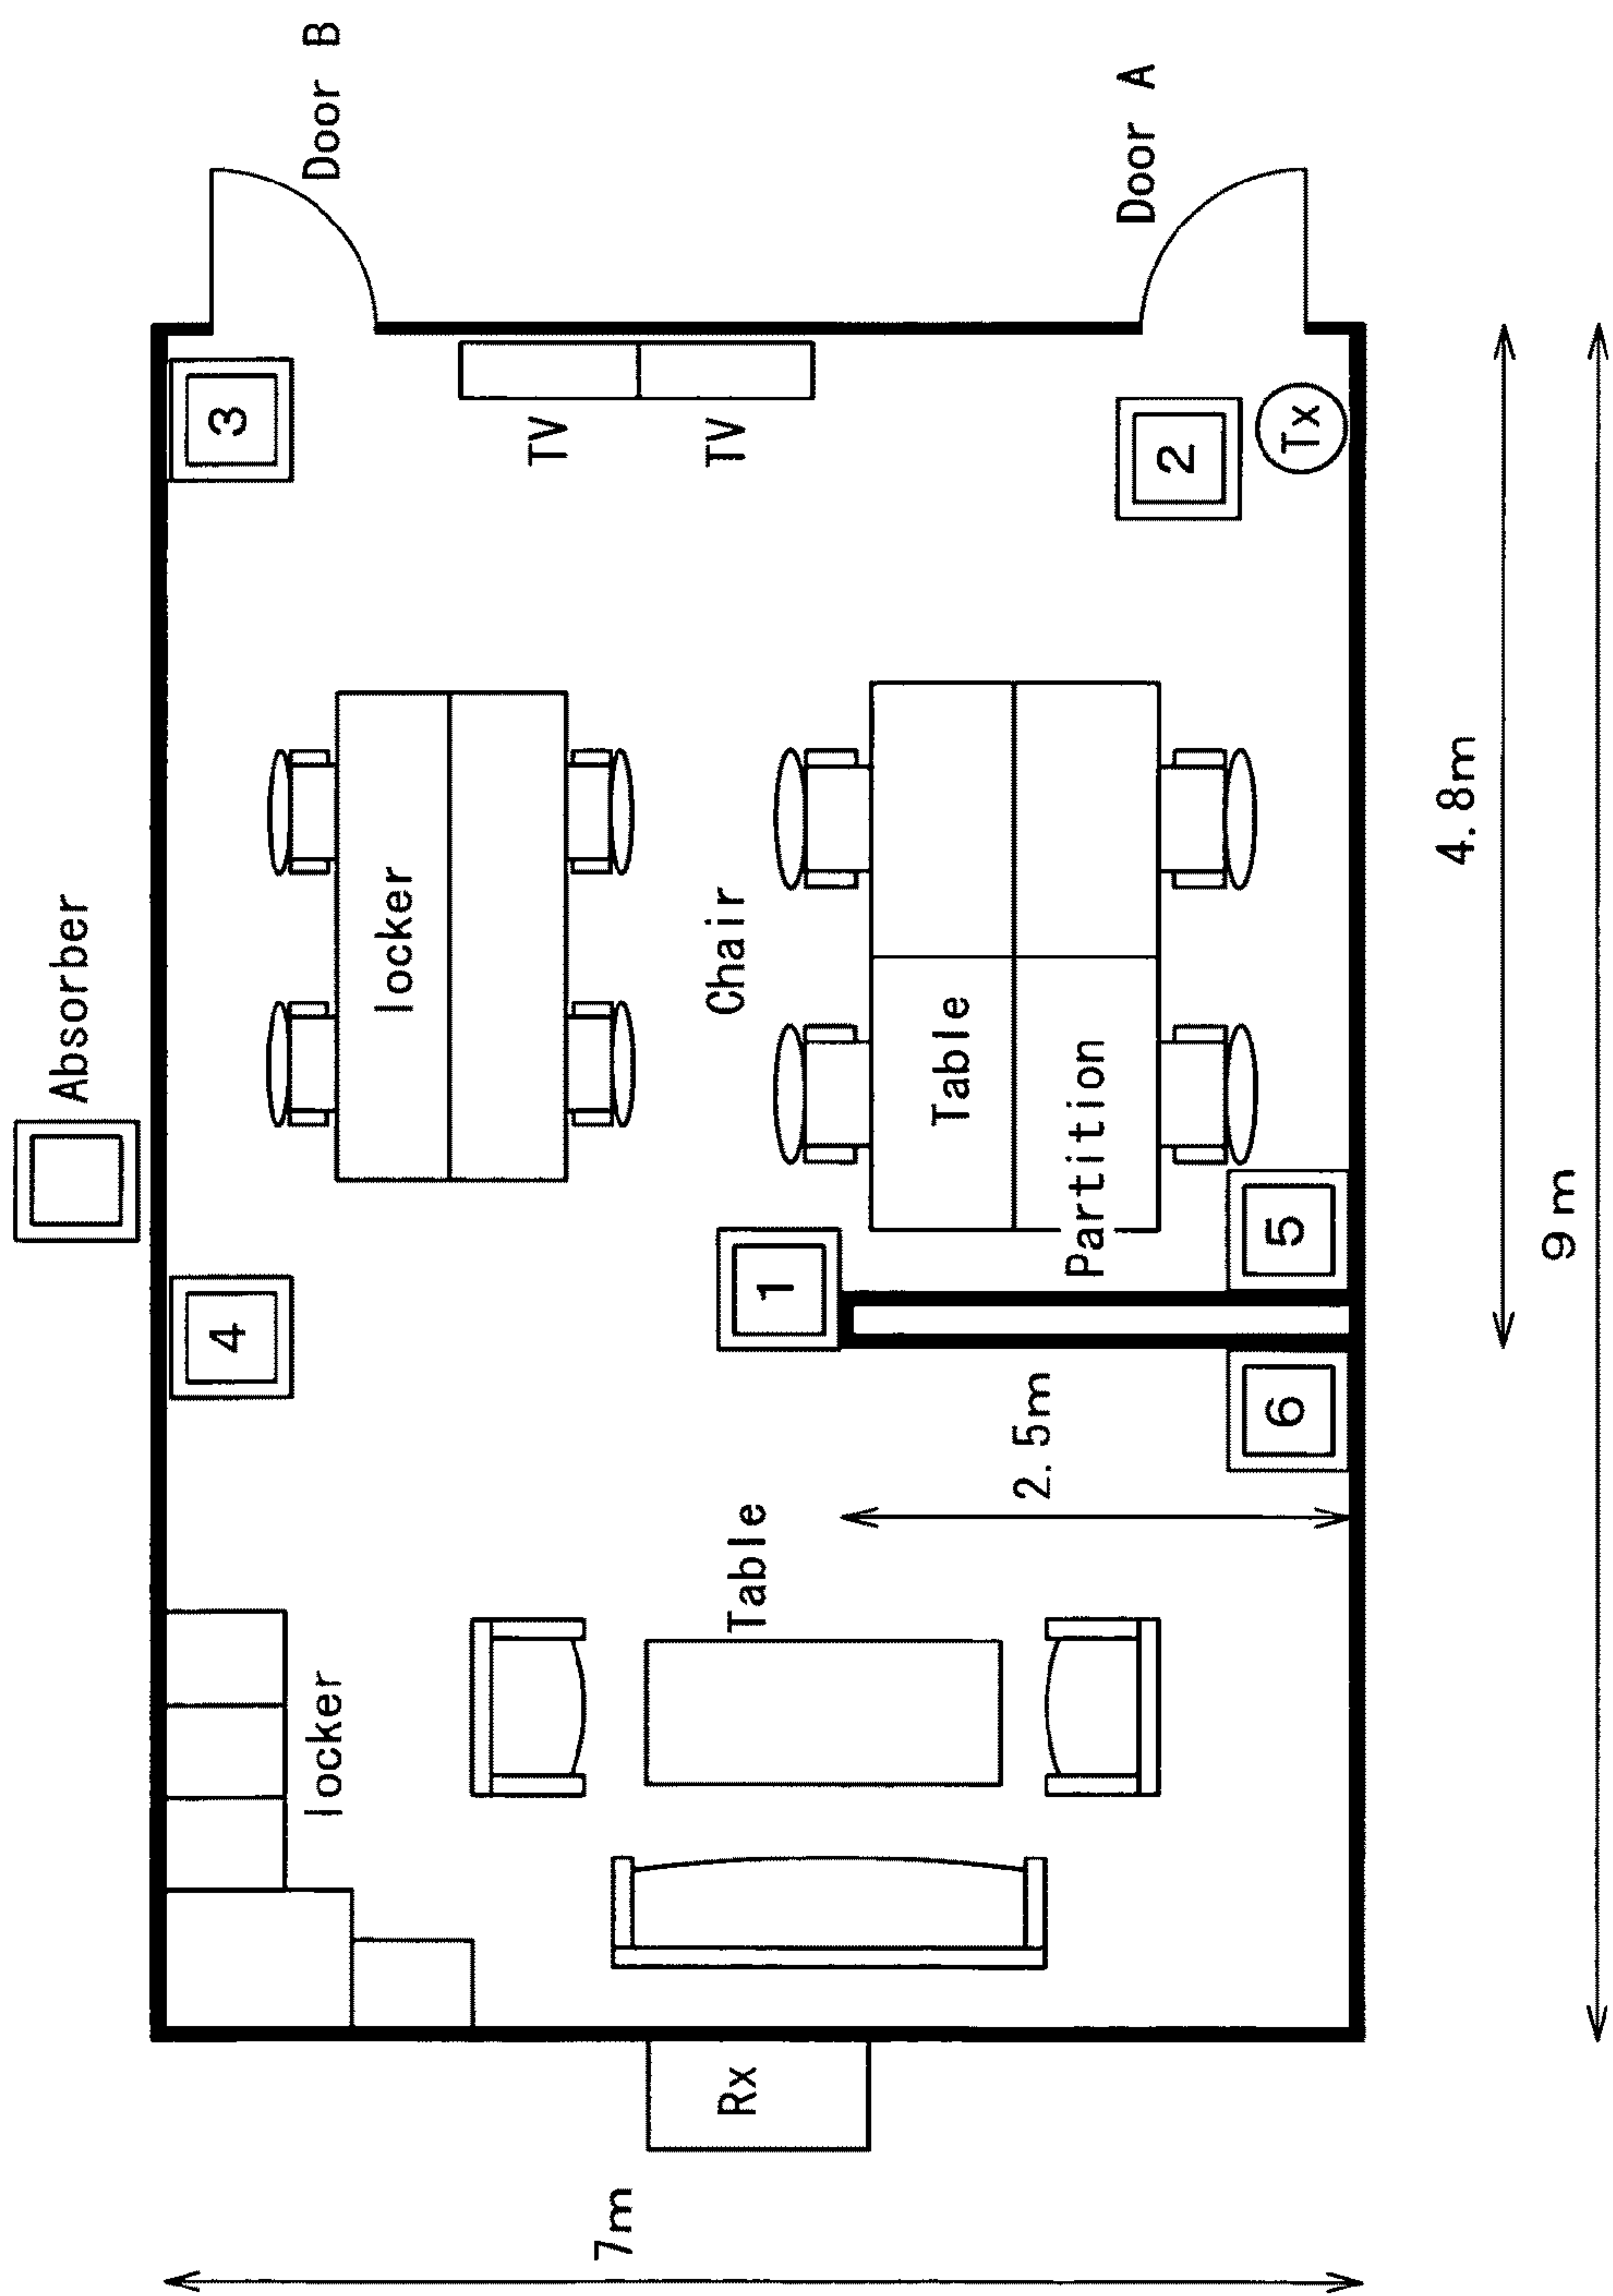 Door B
Door A
3
TV
TV
2
Tx
Absorber
locker
Chair
Table
Partition
4
1
5
6
4.8m
9m
2.5m
Table
locker
Rx
7m